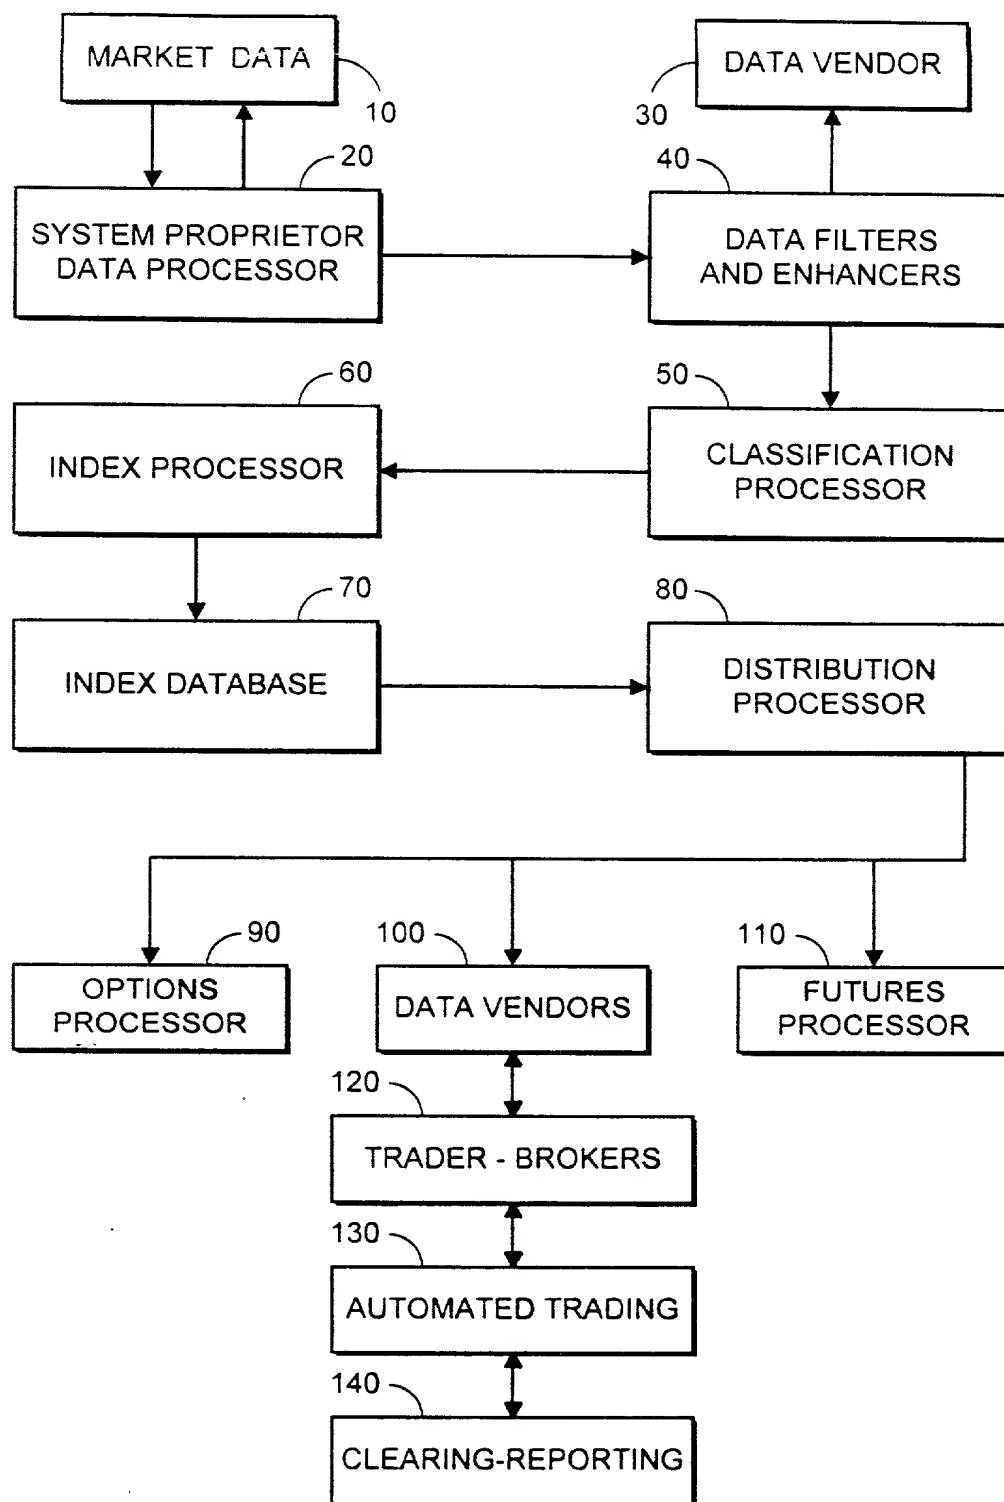 MARKET DATA
10
DATA VENDOR
30
20
SYSTEM PROPRIETOR
DATA PROCESSOR
40
DATA FILTERS
AND ENHANCERS
60
INDEX PROCESSOR
50
CLASSIFICATION
PROCESSOR
70
INDEX DATABASE
80
DISTRIBUTION
PROCESSOR
90
OPTIONS
PROCESSOR
100
DATA VENDORS
110
FUTURES
PROCESSOR
120
TRADER - BROKERS
130
AUTOMATED TRADING
140
CLEARING-REPORTING